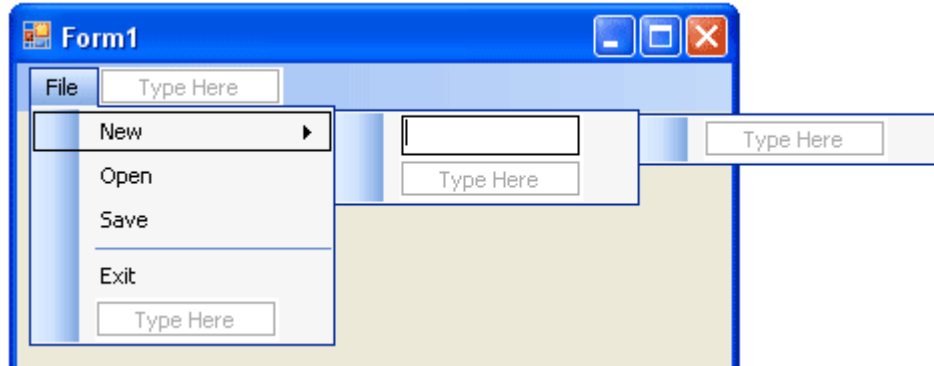 Form1
File Type Here
New
Type Here
Type Here
Open
Save
Exit
Type Here